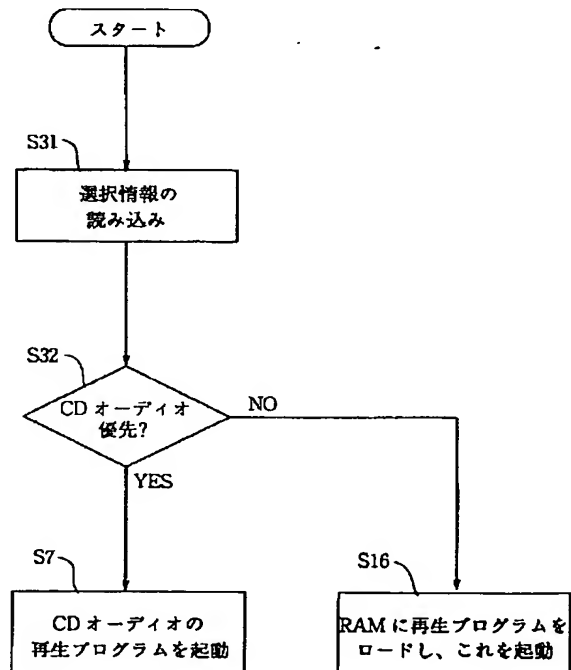 スタート
S31
選択情報の
読み込み
S32
CD オーディオ
優先?
NO
YES
S7
CD オーディオの
再生プログラムを起動
S16
RAM に再生プログラムを
ロードし、これを起動